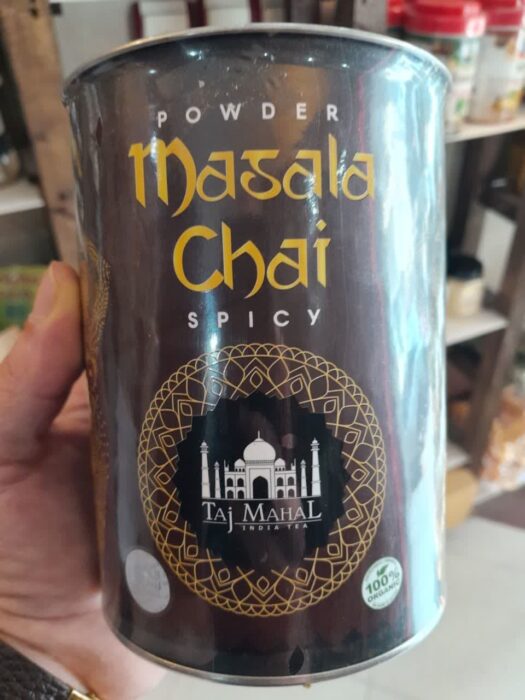 POWDER
Masala
Chai
SPICY
TAJ MAHAL
INDIA TEA
100%
ORGANIC